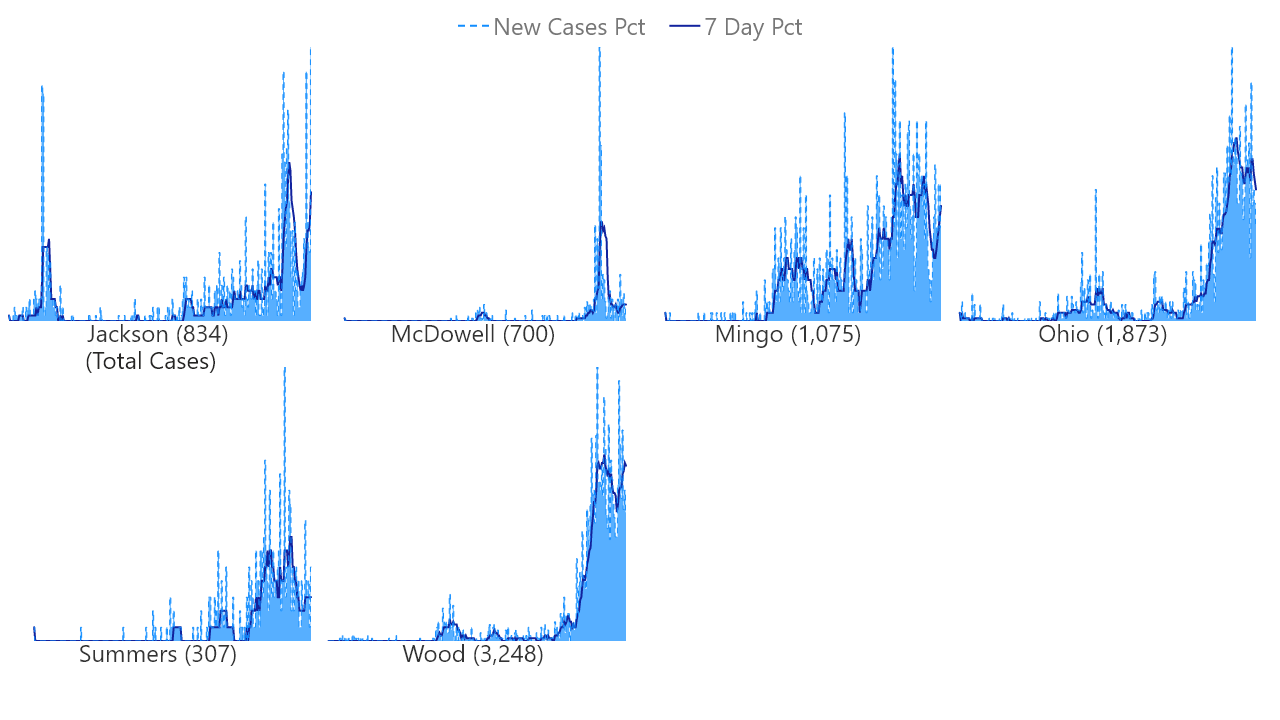 New Cases Pct 7 Day Pct
Jackson (834)
(Total Cases)
McDowell (700)
Mingo (1,075)
Ohio (1,873)
Summers (307)
Wood (3,248)